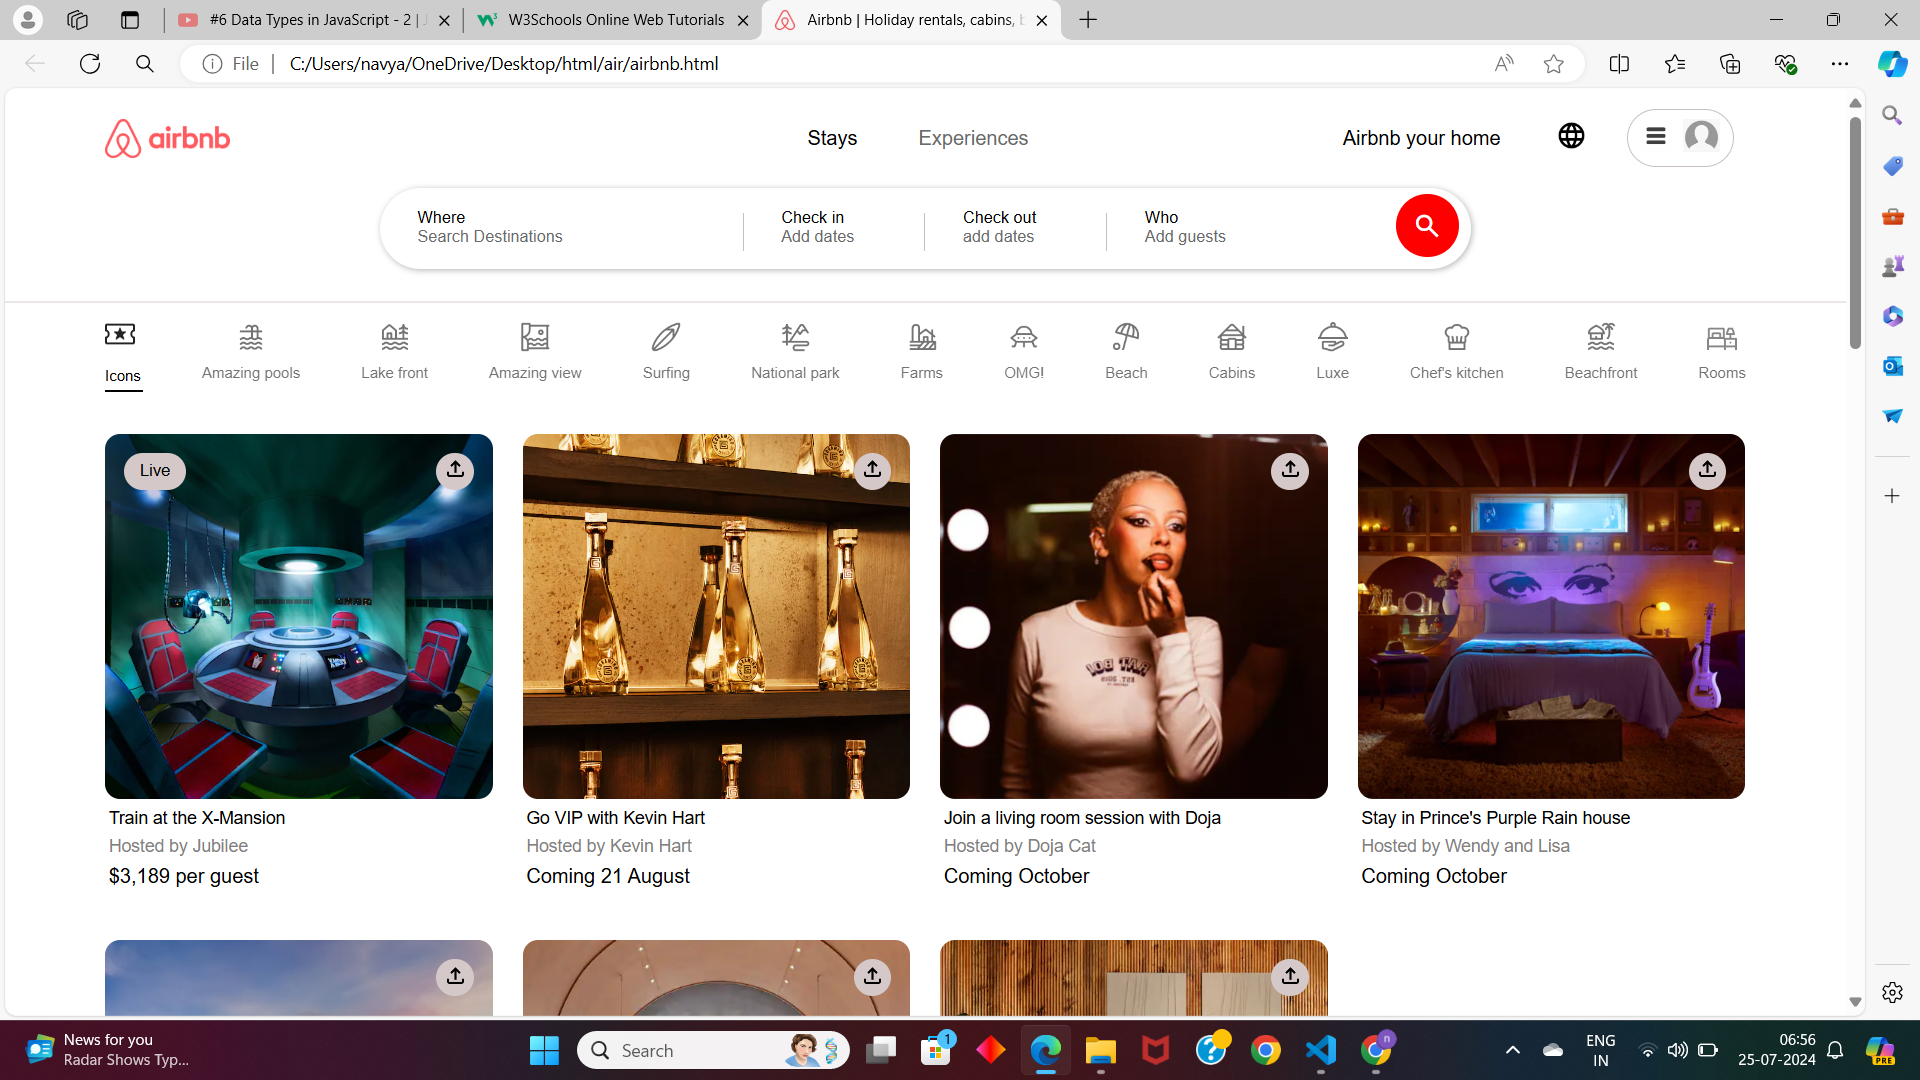 #6 Data Types in JavaScript - 2 | J
W3Schools Online Web Tutorials
Airbnb | Holiday rentals, cabins, b
File
C:/Users/navya/OneDrive/Desktop/html/air/airbnb.html
airbnb
Stays
Experiences
Airbnb your home
Where
Search Destinations
Check in
Add dates
Check out
add dates
Who
Add guests
Icons
Amazing pools
Lake front
Amazing view
Surfing
National park
Farms
OMG!
Beach
Cabins
Luxe
Chef's kitchen
Beachfront
Rooms
Live
Train at the X-Mansion
Hosted by Jubilee
$3,189 per guest
Go VIP with Kevin Hart
Hosted by Kevin Hart
Coming 21 August
Join a living room session with Doja
Hosted by Doja Cat
Coming October
Stay in Prince's Purple Rain house
Hosted by Wendy and Lisa
Coming October
News for you
Radar Shows Typ...
Search
1
n
ENG
IN
06:56
25-07-2024
PRE